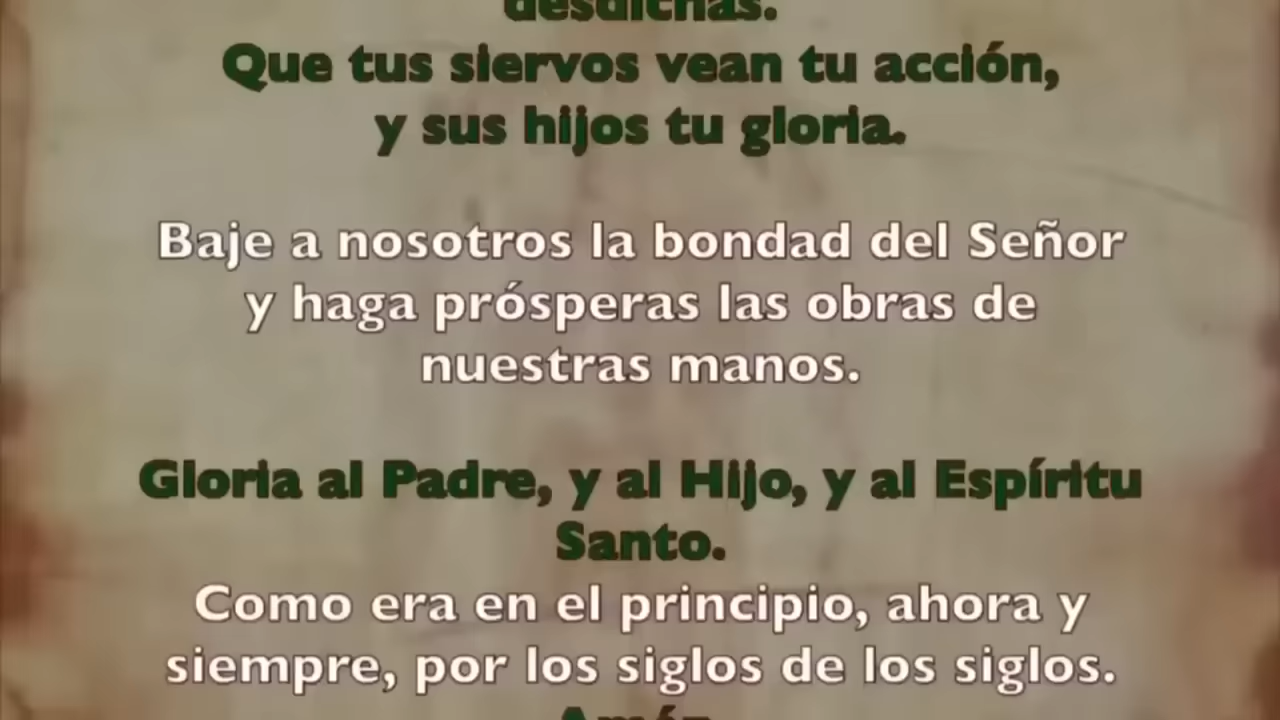 desdichas.
Que tus siervos vean tu acción,
y sus hijos tu gloria.
Baje a nosotros la bondad del Señor
y haga prósperas las obras de
nuestras manos.
Gloria al Padre, y al Hijo, y al Espíritu
Santo.
Como era en el principio, ahora y
siempre, por los siglos de los siglos.
Amén.